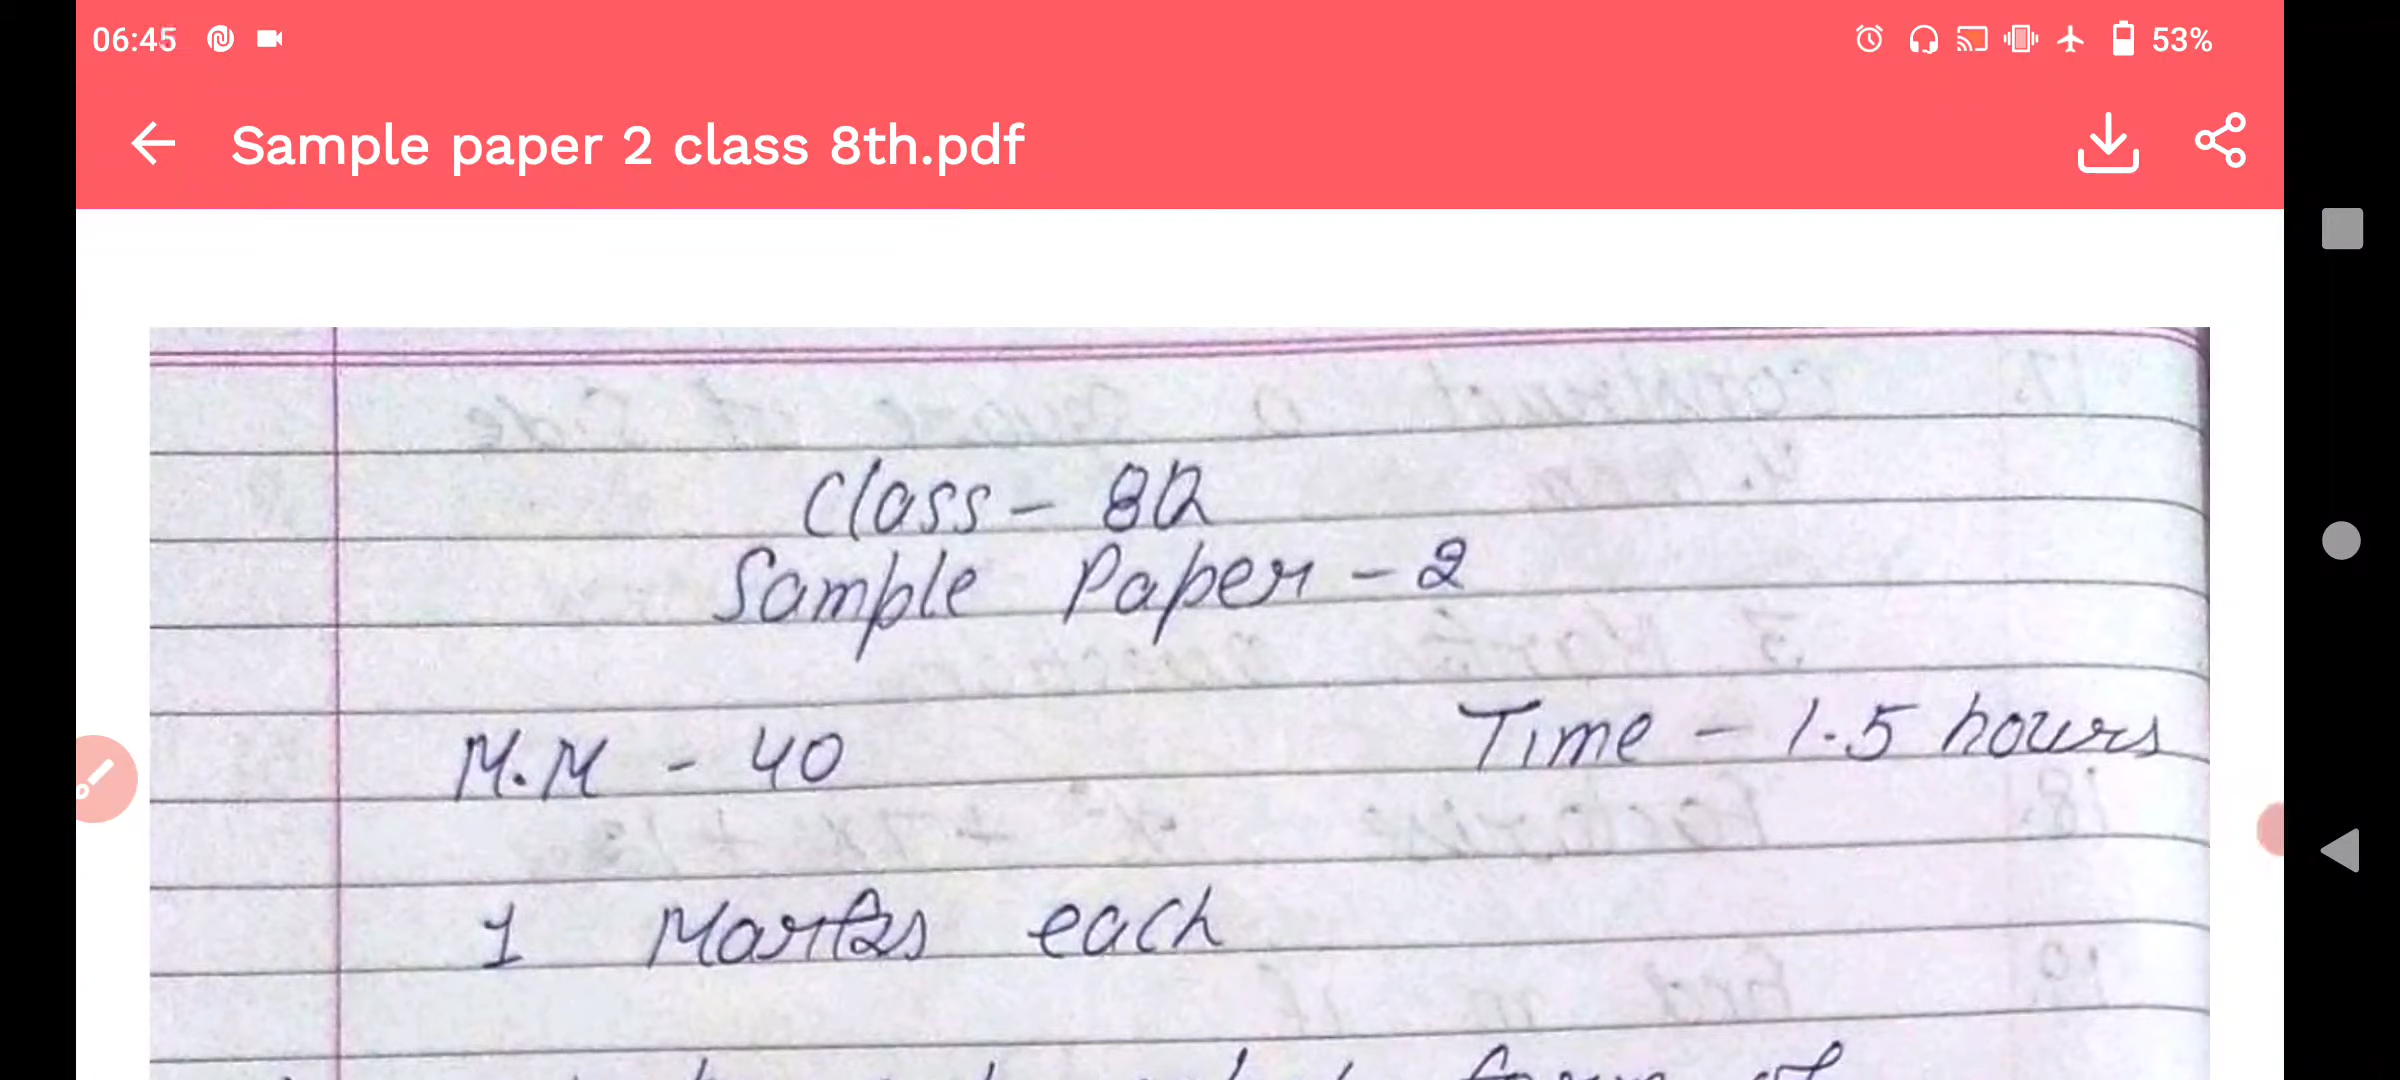 06:45 53%
Sample paper 2 class 8th.pdf
Class - 8th
Sample Paper - 2
M.M - 40 Time - 1.5 hours
1 Marks each